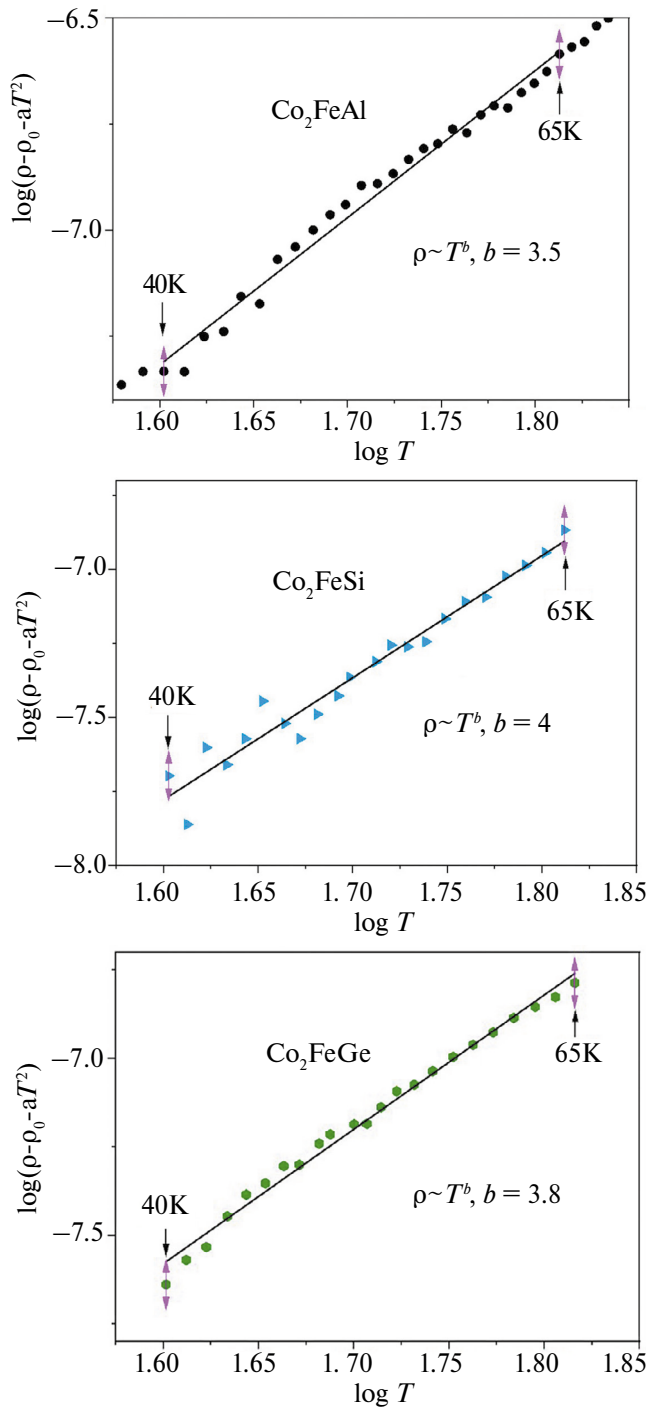 −6.5
Co₂FeAl
65K
log(ρ-ρ₀-aT²)
−7.0
ρ~Tᵇ, b = 3.5
40K
1.60 1.65 1.70 1.75 1.80
log T
−7.0
Co₂FeSi
65K
log(ρ-ρ₀-aT²)
40K
−7.5
ρ~Tᵇ, b = 4
−8.0
1.60 1.65 1.70 1.75 1.80 1.85
log T
−7.0
Co₂FeGe
65K
log(ρ-ρ₀-aT²)
40K
ρ~Tᵇ, b = 3.8
−7.5
1.60 1.65 1.70 1.75 1.80 1.85
log T